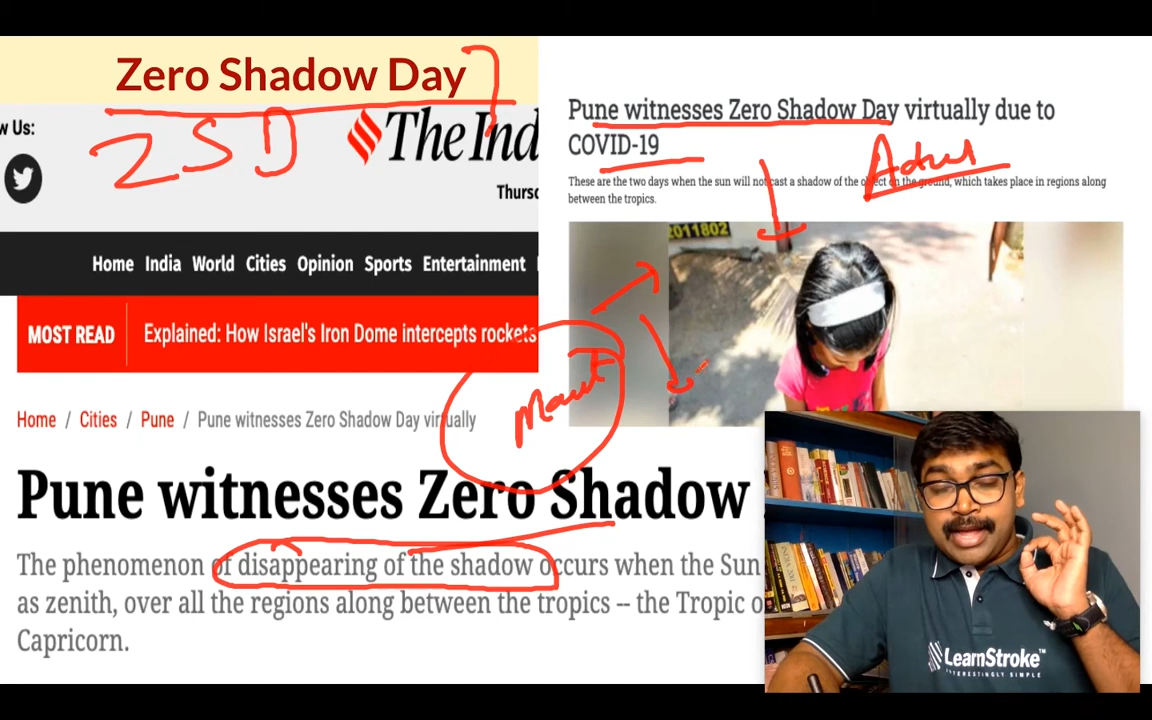 Zero Shadow Day
ZSD
w Us:
The Ind
Thursd
Home India World Cities Opinion Sports Entertainment
MOST READ
Explained: How Israel's Iron Dome intercepts rockets
Home / Cities / Pune / Pune witnesses Zero Shadow Day virtually
Pune witnesses Zero Shadow
The phenomenon of disappearing of the shadow occurs when the Sun
as zenith, over all the regions along between the tropics -- the Tropic o
Capricorn.
Pune witnesses Zero Shadow Day virtually due to
COVID-19
These are the two days when the sun will not cast a shadow of the object on the ground, which takes place in regions along
between the tropics.
2011802
LearnStroke™
INTERESTINGLY SIMPLE
INDIA 2011